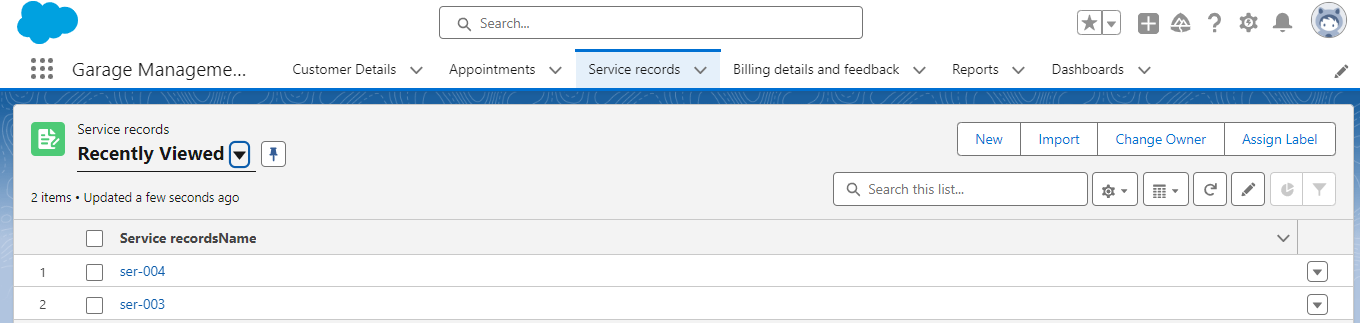 Search...
Garage Manageme...
Customer Details
Appointments
Service records
Billing details and feedback
Reports
Dashboards
Service records
Recently Viewed
New
Import
Change Owner
Assign Label
2 items • Updated a few seconds ago
Search this list...
Service recordsName
1
ser-004
2
ser-003